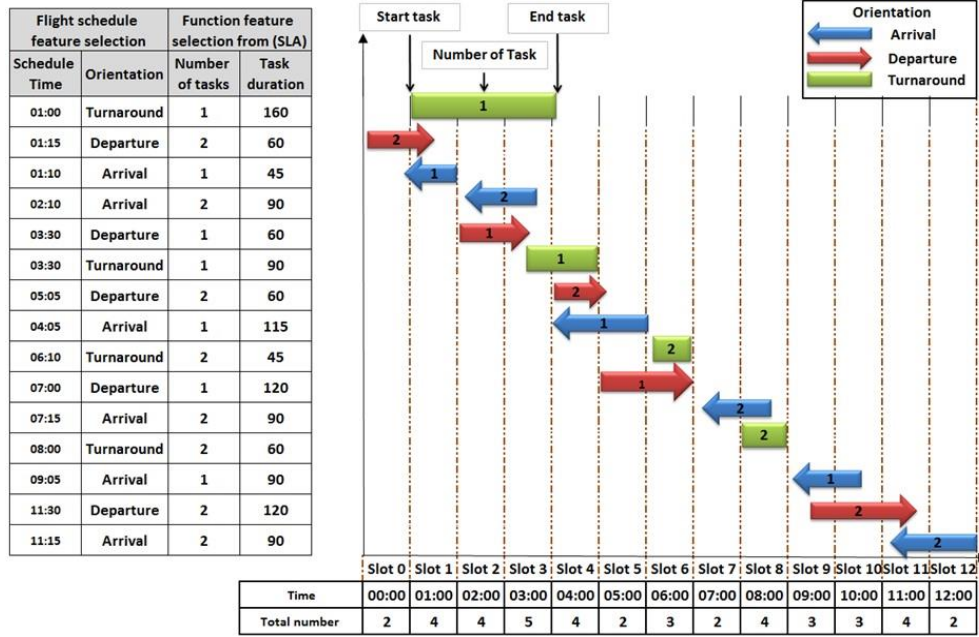 Flight schedule feature selection Function feature selection from (SLA)
Schedule Time Orientation Number of tasks Task duration
01:00 Turnaround 1 160
01:15 Departure 2 60
01:10 Arrival 1 45
02:10 Arrival 2 90
03:30 Departure 1 60
03:30 Turnaround 1 90
05:05 Departure 2 60
04:05 Arrival 1 115
06:10 Turnaround 2 45
07:00 Departure 1 120
07:15 Arrival 2 90
08:00 Turnaround 2 60
09:05 Arrival 1 90
11:30 Departure 2 120
11:15 Arrival 2 90
Start task
End task
Number of Task
Orientation
Arrival
Departure
Turnaround
1
2
1
2
1
1
2
1
2
1
2
2
1
2
2
Slot 0 Slot 1 Slot 2 Slot 3 Slot 4 Slot 5 Slot 6 Slot 7 Slot 8 Slot 9 Slot 10 Slot 11 Slot 12
Time 00:00 01:00 02:00 03:00 04:00 05:00 06:00 07:00 08:00 09:00 10:00 11:00 12:00
Total number 2 4 4 5 4 2 3 2 4 3 3 4 2